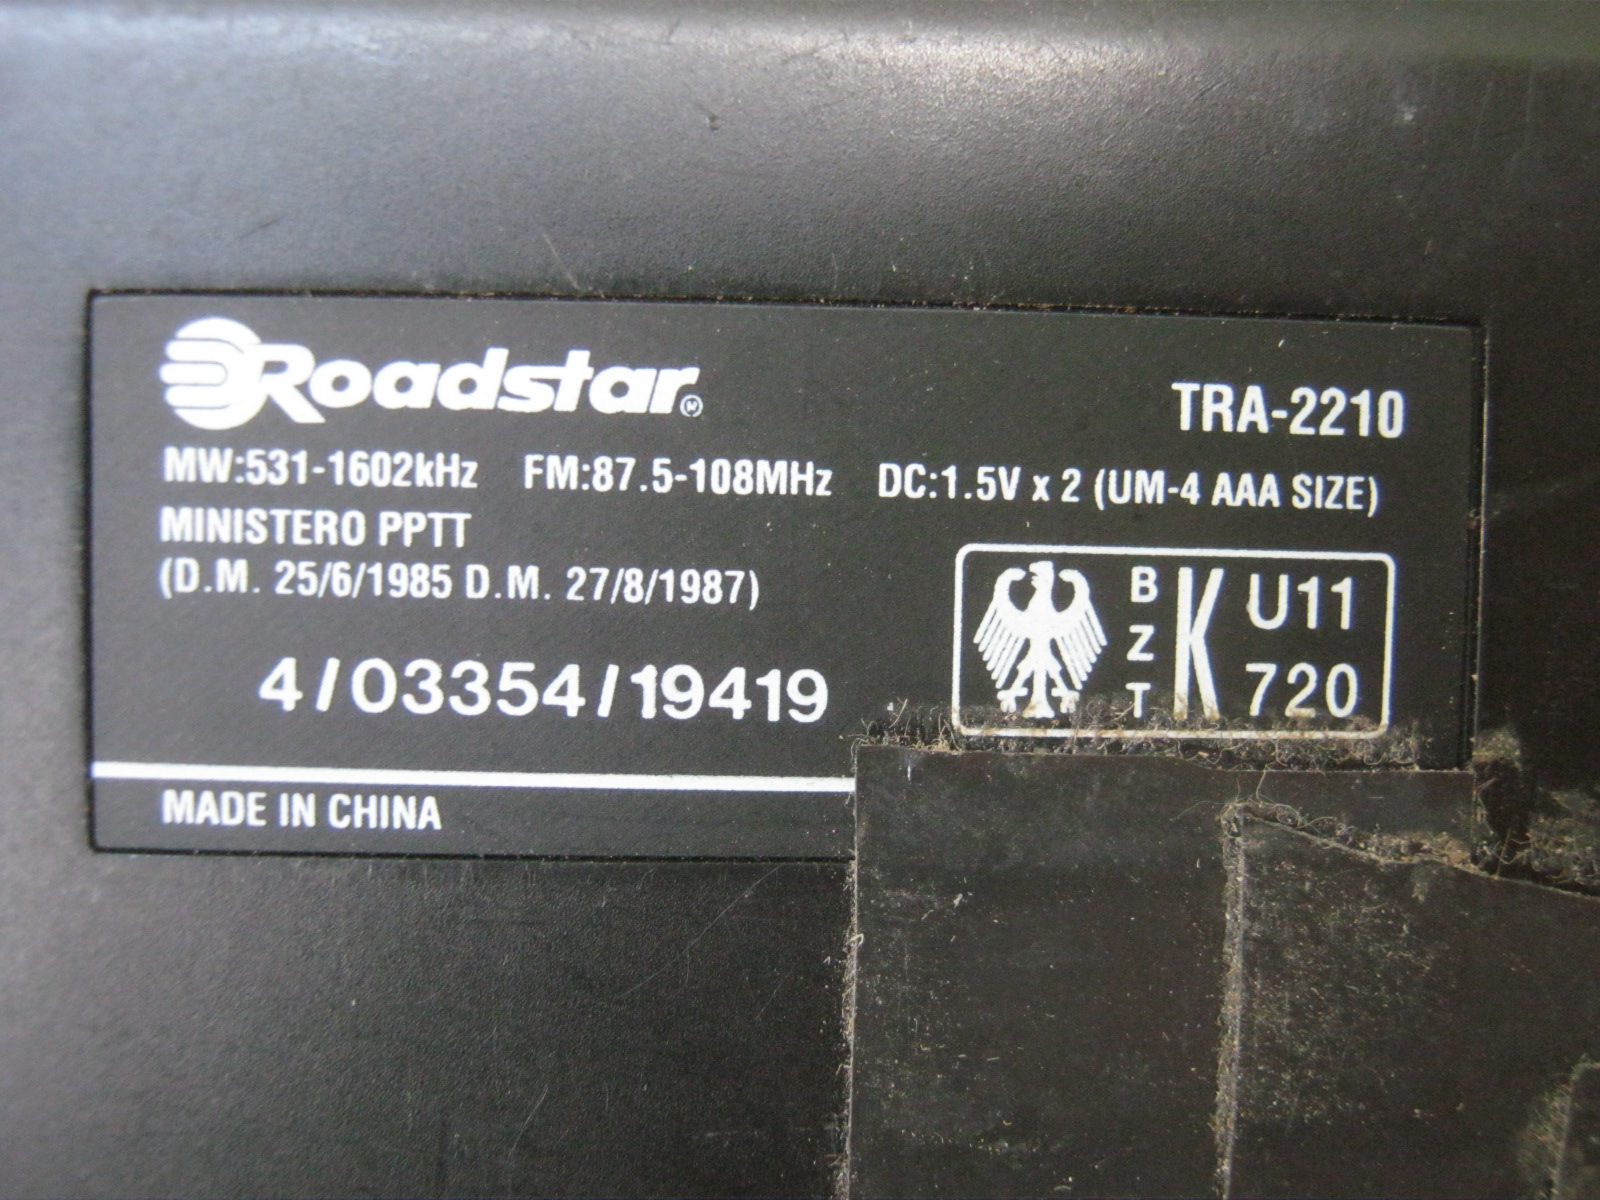 Roadstar®
TRA-2210
MW:531-1602kHz FM:87.5-108MHz DC:1.5V x 2 (UM-4 AAA SIZE)
MINISTERO PPTT
(D.M. 25/6/1985 D.M. 27/8/1987)
4/03354/19419
BZT K U11 720
MADE IN CHINA